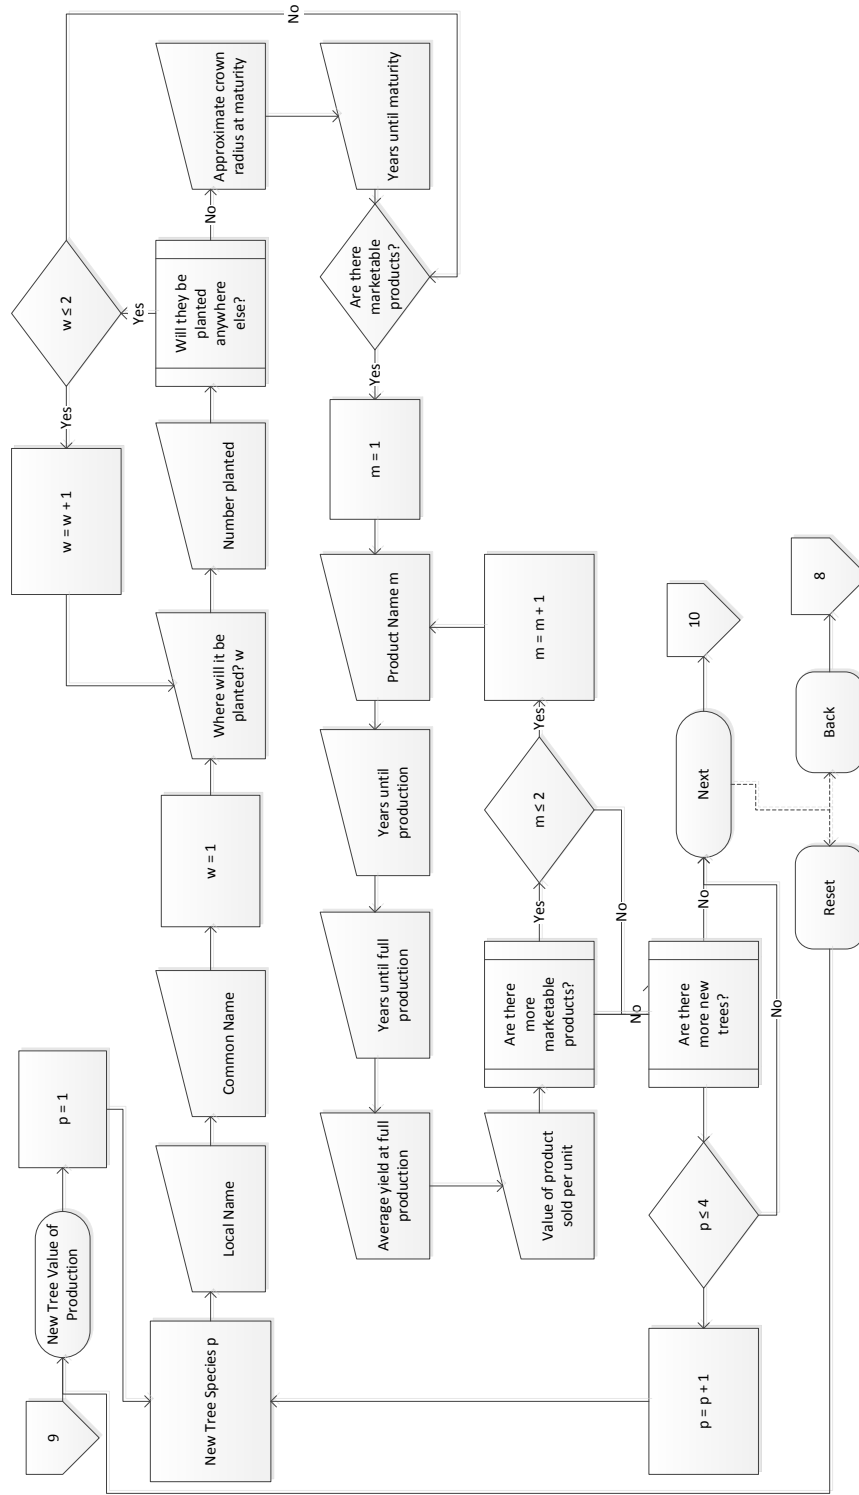 9
New Tree Value of
Production
p = 1
New Tree Species p
Local Name
Common Name
w = 1
Where will it be
planted? w
Number planted
Will they be
planted
anywhere
else?
Yes
w ≤ 2
Yes
w = w + 1
No
No
Approximate crown
radius at maturity
Years until maturity
Are there
marketable
products?
Yes
m = 1
Product Name m
Years until
production
Years until full
production
Average yield at full
production
Value of product
sold per unit
Are there
more
marketable
products?
Yes
m ≤ 2
Yes
m = m + 1
No
No
Are there
more new
trees?
No
p ≤ 4
No
p = p + 1
Next
10
Reset
Back
8